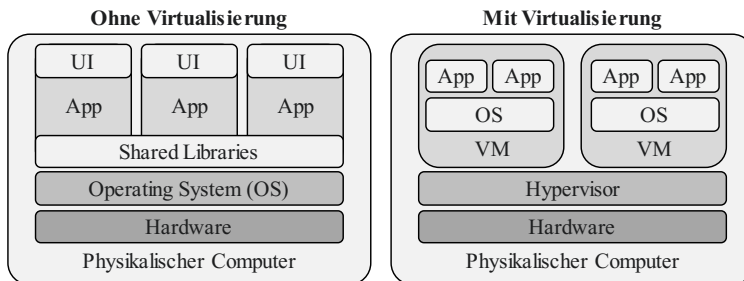 Ohne Virtualisierung
UI UI UI
App App App
Shared Libraries
Operating System (OS)
Hardware
Physikalischer Computer
Mit Virtualisierung
App App App App
OS OS
VM VM
Hypervisor
Hardware
Physikalischer Computer